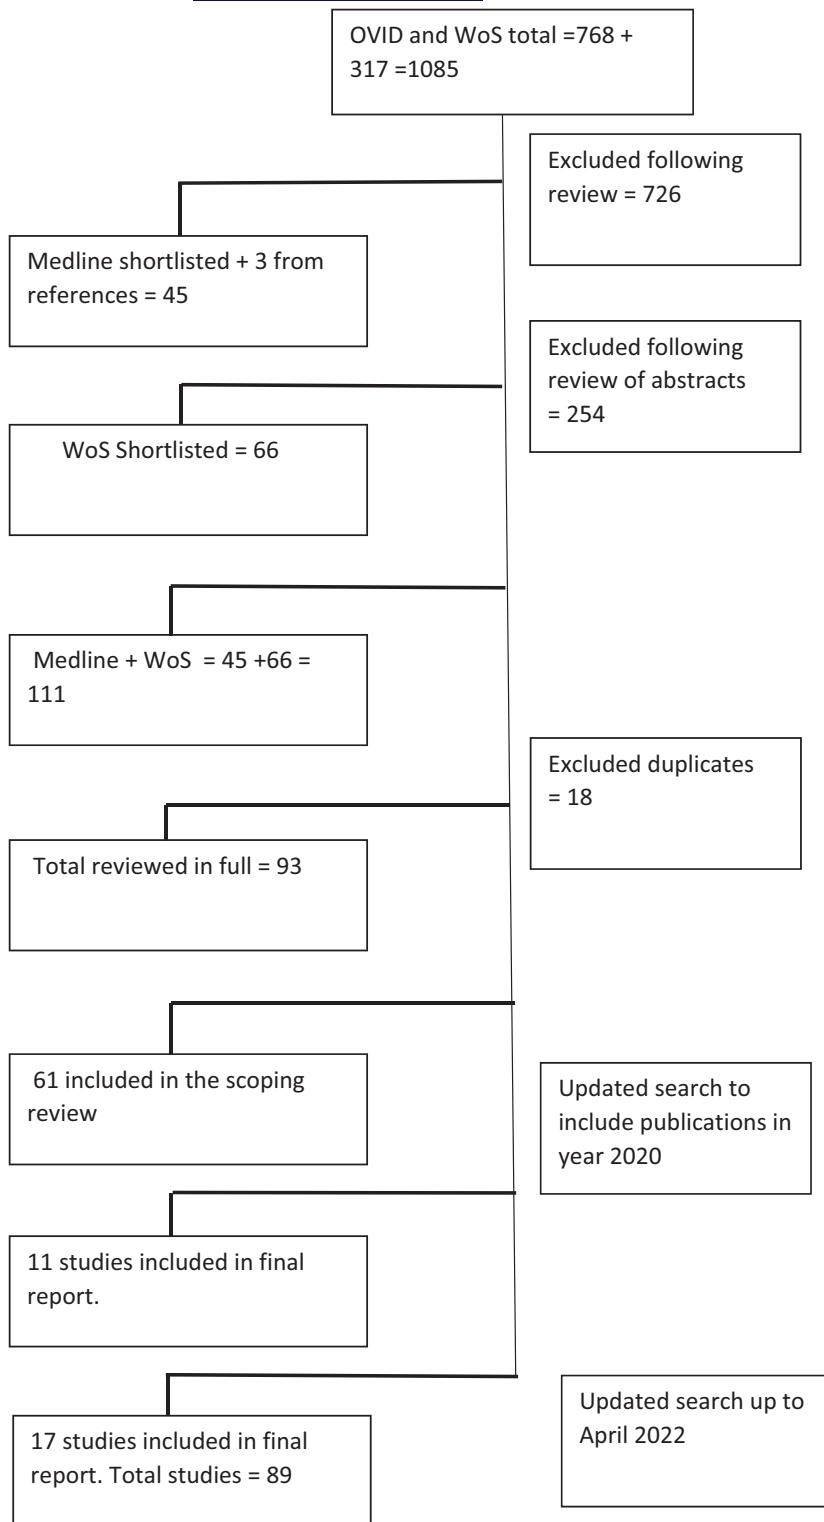 OVID and WoS total =768 +
317 =1085
Excluded following
review = 726
Medline shortlisted + 3 from
references = 45
Excluded following
review of abstracts
= 254
WoS Shortlisted = 66
Medline + WoS = 45 +66 =
111
Excluded duplicates
= 18
Total reviewed in full = 93
61 included in the scoping
review
Updated search to
include publications in
year 2020
11 studies included in final
report.
Updated search up to
April 2022
17 studies included in final
report. Total studies = 89